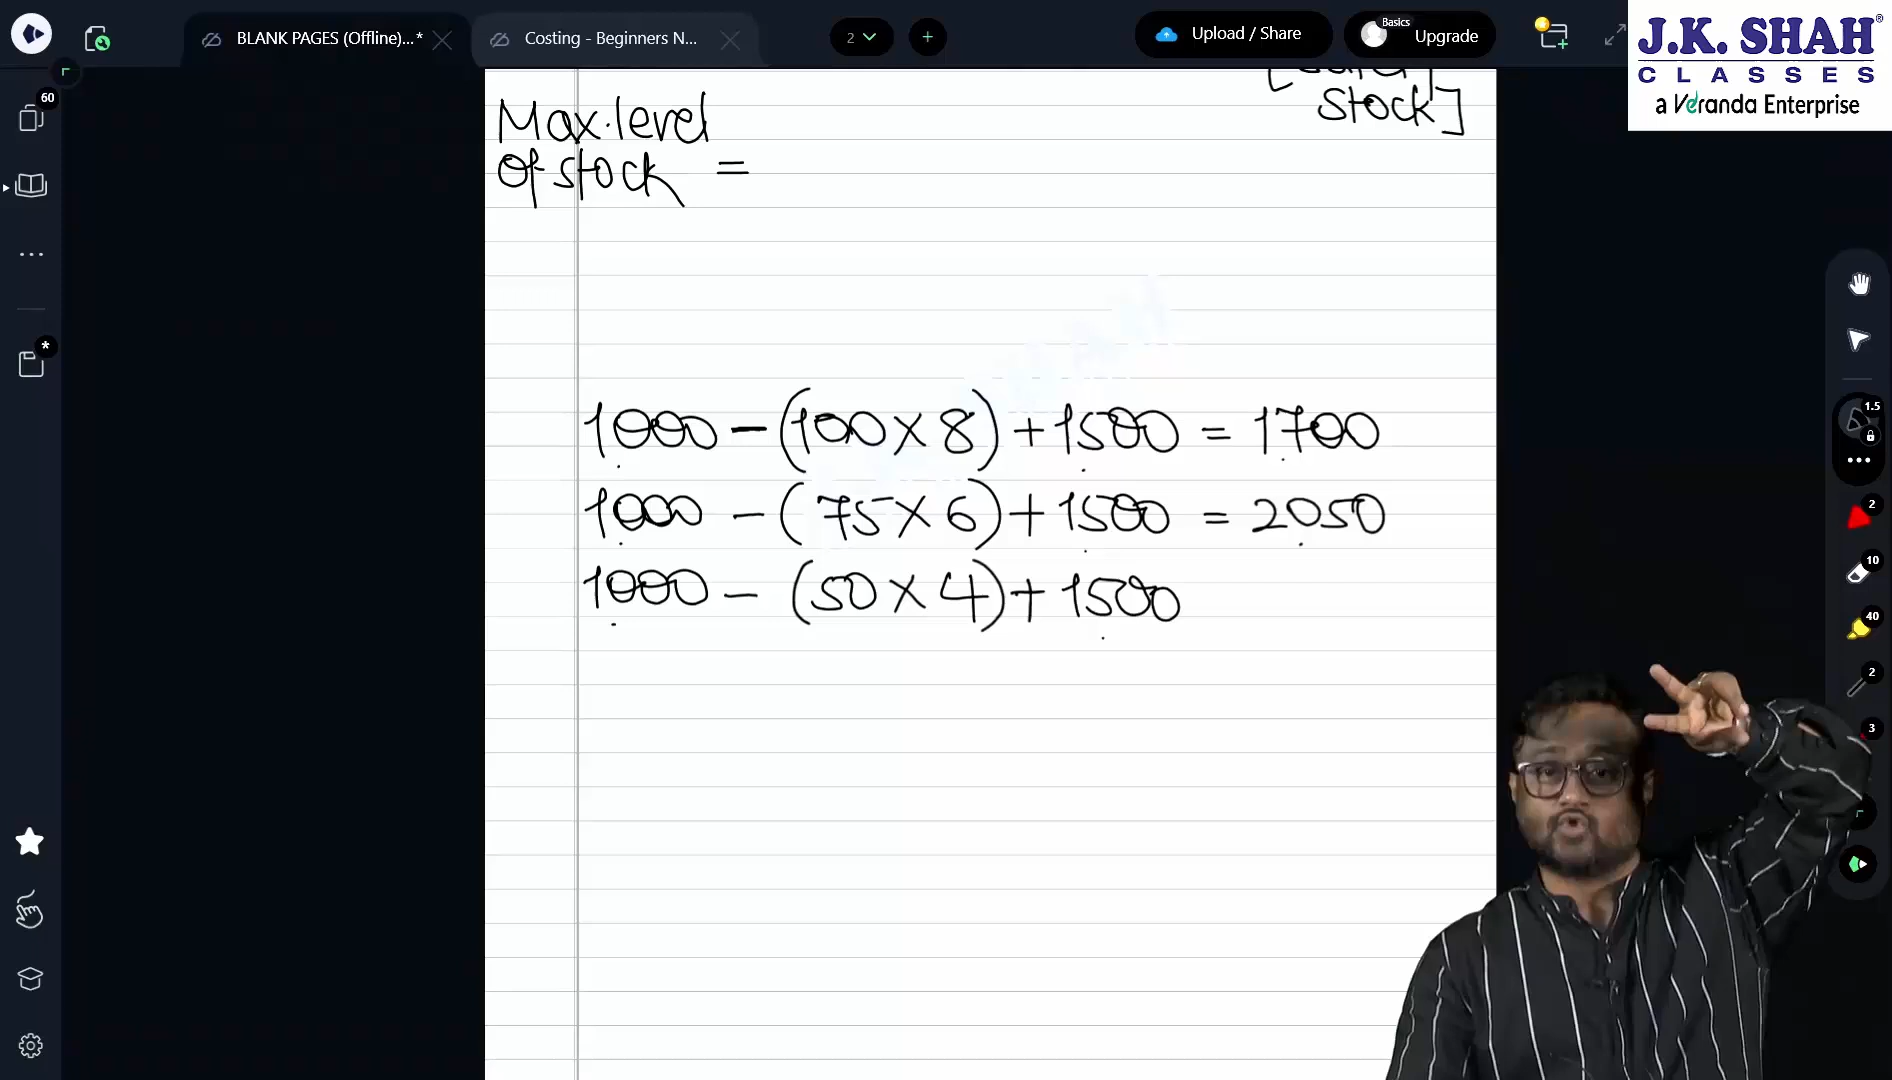 BLANK PAGES (Offline)...*
Costing - Beginners N...
2
+
Upload / Share
Basics
Upgrade
J.K. SHAH®
CLASSES
a Veranda Enterprise
60
stock]
Max. level
of stock =
1000 - (100 × 8) + 1500 = 1700
1000 - (75 × 6) + 1500 = 2050
1000 - (50 × 4) + 1500
1.5
2
10
40
2
3